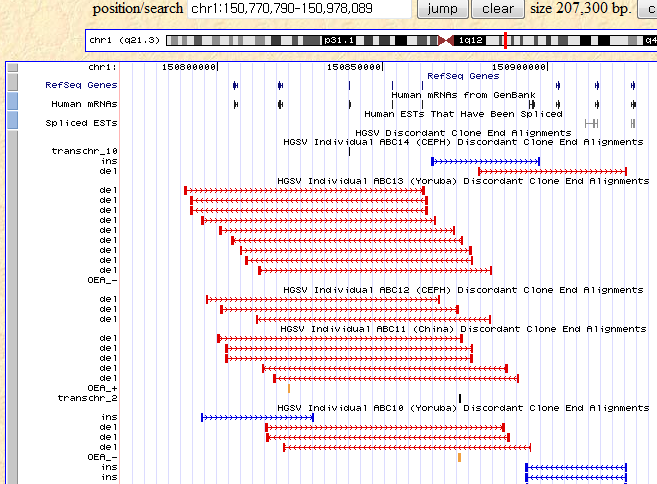 position/search chr1:150,770,790-150,978,089 jump clear size 207,300 bp.
chr1 (q21.3) p31.1 1q12 q4
chr1: 150800000 150850000 150900000
RefSeq Genes
RefSeq Genes
Human mRNAs from GenBank
Human mRNAs
Human ESTs That Have Been Spliced
Spliced ESTs
HGSV Discordant Clone End Alignments
HGSV Individual ABC14 (CEPH) Discordant Clone End Alignments
transchr_10
ins
del
HGSV Individual ABC13 (Yoruba) Discordant Clone End Alignments
del
del
del
del
del
del
del
del
del
OEA_-
HGSV Individual ABC12 (CEPH) Discordant Clone End Alignments
del
del
del
HGSV Individual ABC11 (China) Discordant Clone End Alignments
del
del
del
del
del
OEA_+
transchr_2
HGSV Individual ABC10 (Yoruba) Discordant Clone End Alignments
ins
del
del
del
OEA_-
ins
ins